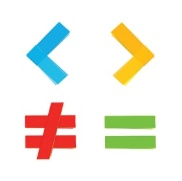 < >
≠ =